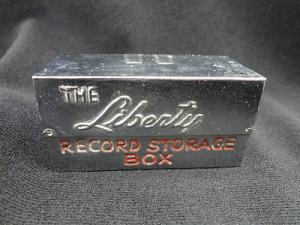 THE
Liberty
RECORD STORAGE
BOX